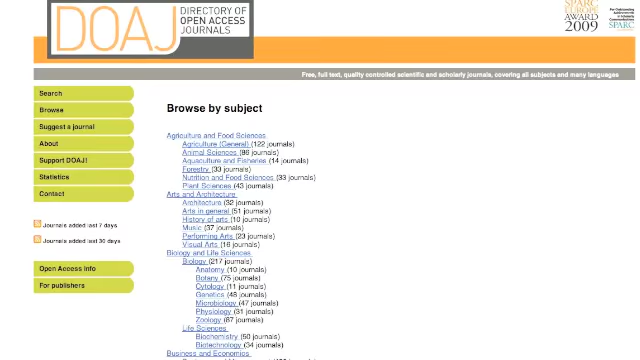 DOAJ
DIRECTORY OF
OPEN ACCESS
JOURNALS
SPARC
EUROPE
AWARD
2009
SPARC
Free, full text, quality controlled scientific and scholarly journals, covering all subjects and many languages
Search
Browse
Suggest a journal
About
Support DOAJ!
Statistics
Contact
Journals added last 7 days
Journals added last 30 days
Open Access Info
For publishers
Browse by subject
Agriculture and Food Sciences
Agriculture (General) (122 journals)
Animal Sciences (86 journals)
Aquaculture and Fisheries (14 journals)
Forestry (33 journals)
Nutrition and Food Sciences (33 journals)
Plant Sciences (43 journals)
Arts and Architecture
Architecture (32 journals)
Arts in general (51 journals)
History of arts (10 journals)
Music (37 journals)
Performing Arts (23 journals)
Visual Arts (16 journals)
Biology and Life Sciences
Biology (217 journals)
Anatomy (10 journals)
Botany (75 journals)
Cytology (11 journals)
Genetics (48 journals)
Microbiology (47 journals)
Physiology (31 journals)
Zoology (87 journals)
Life Sciences
Biochemistry (50 journals)
Biotechnology (34 journals)
Business and Economics